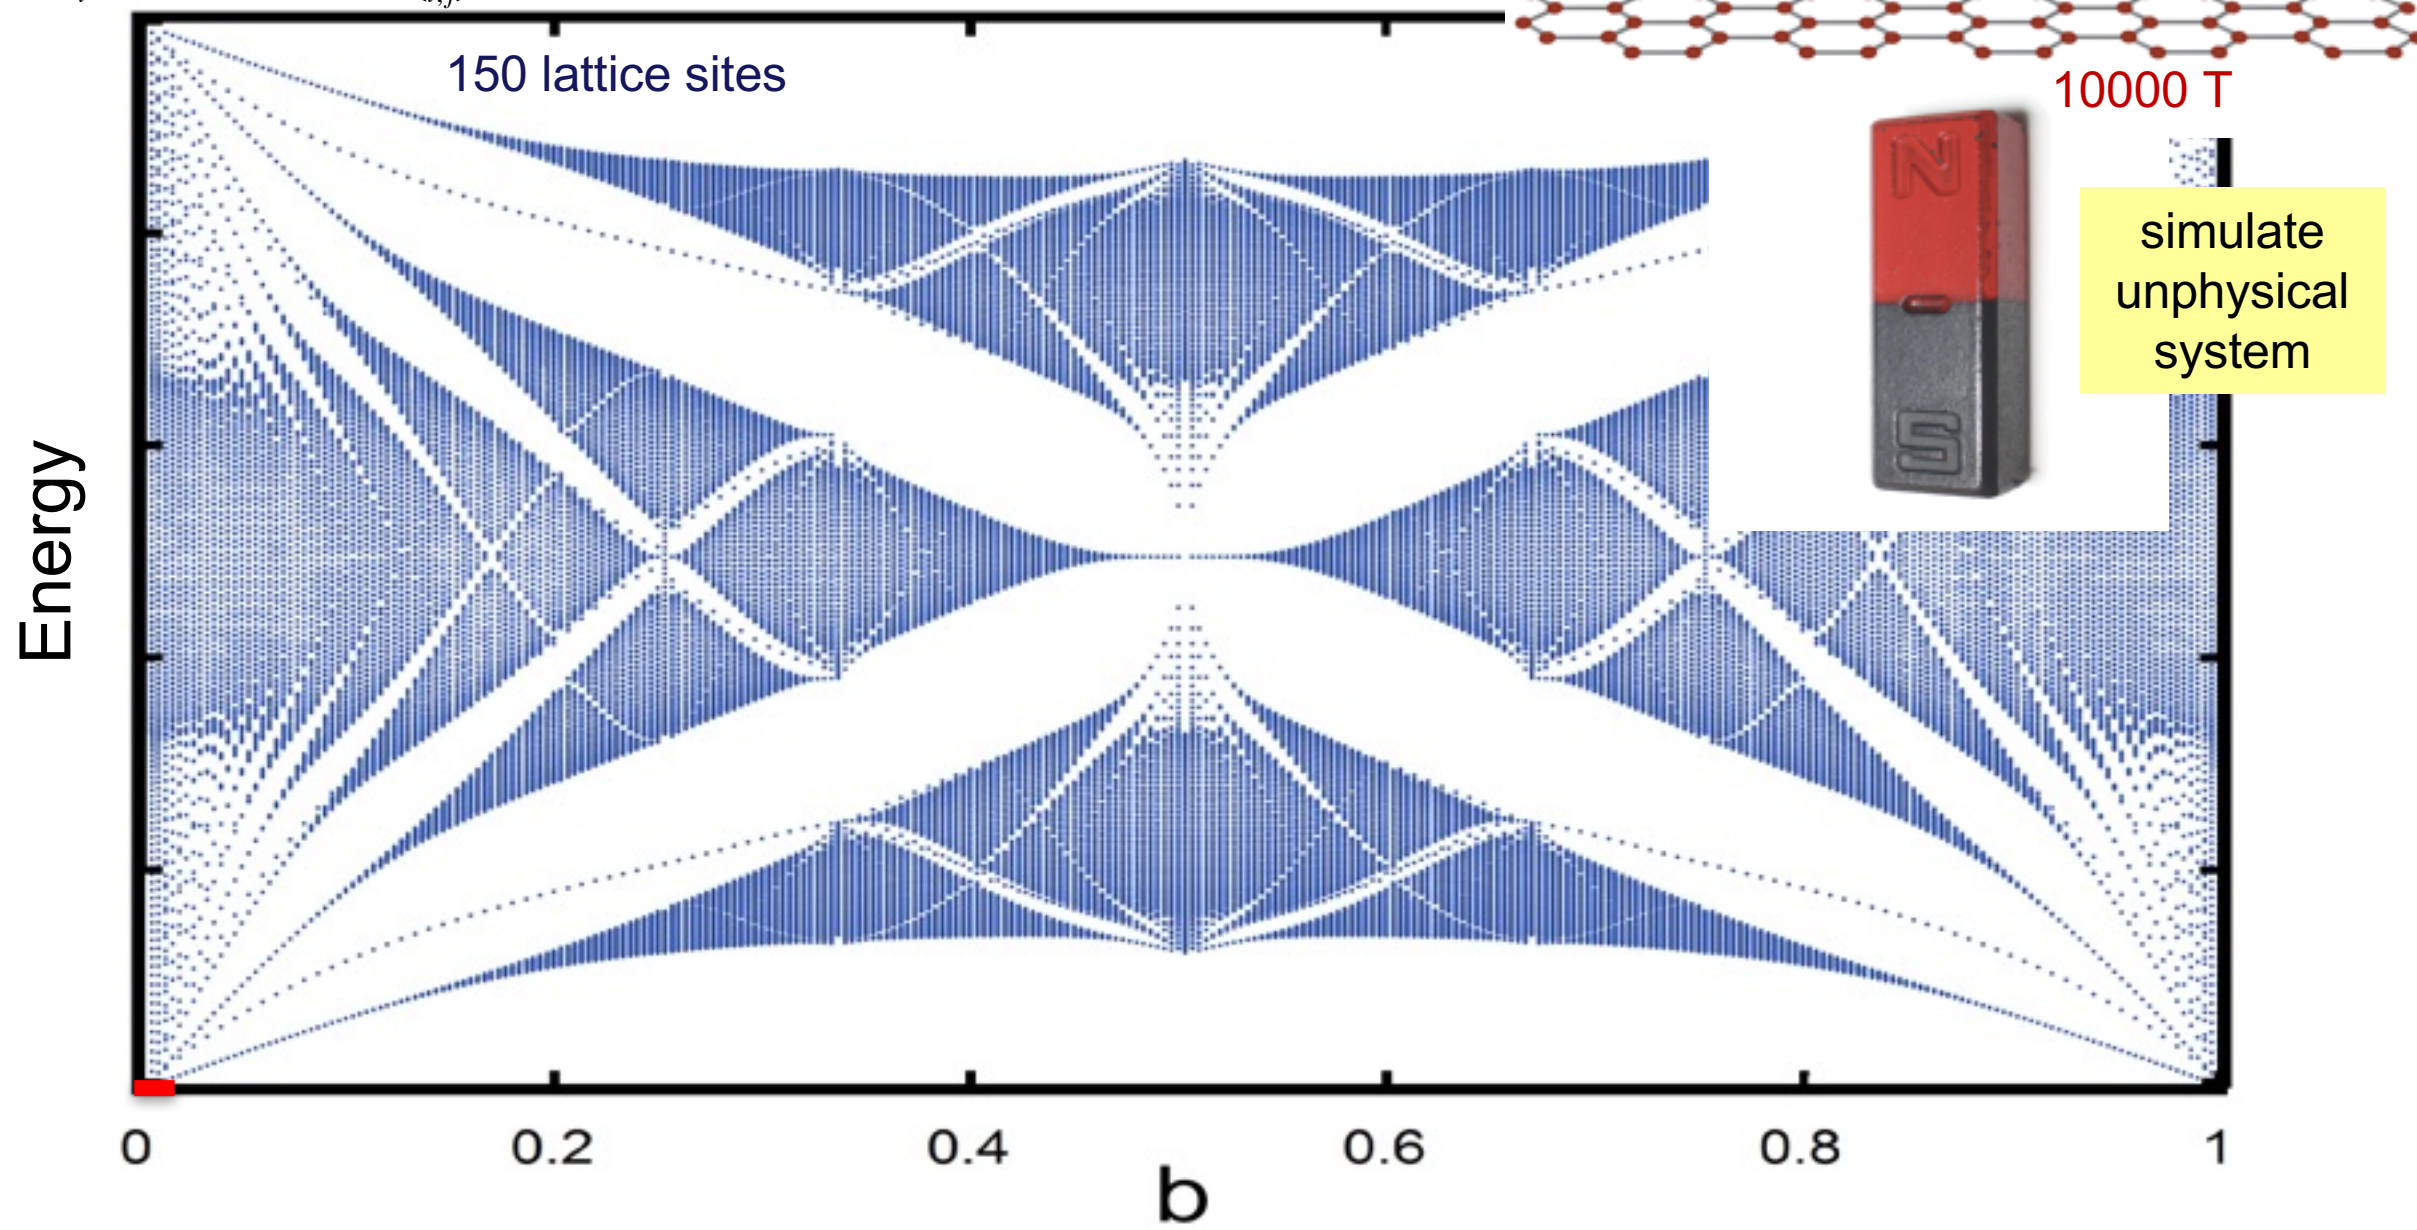 150 lattice sites
10000 T
N
S
simulate
unphysical
system
Energy
0 0.2 0.4 0.6 0.8 1
b